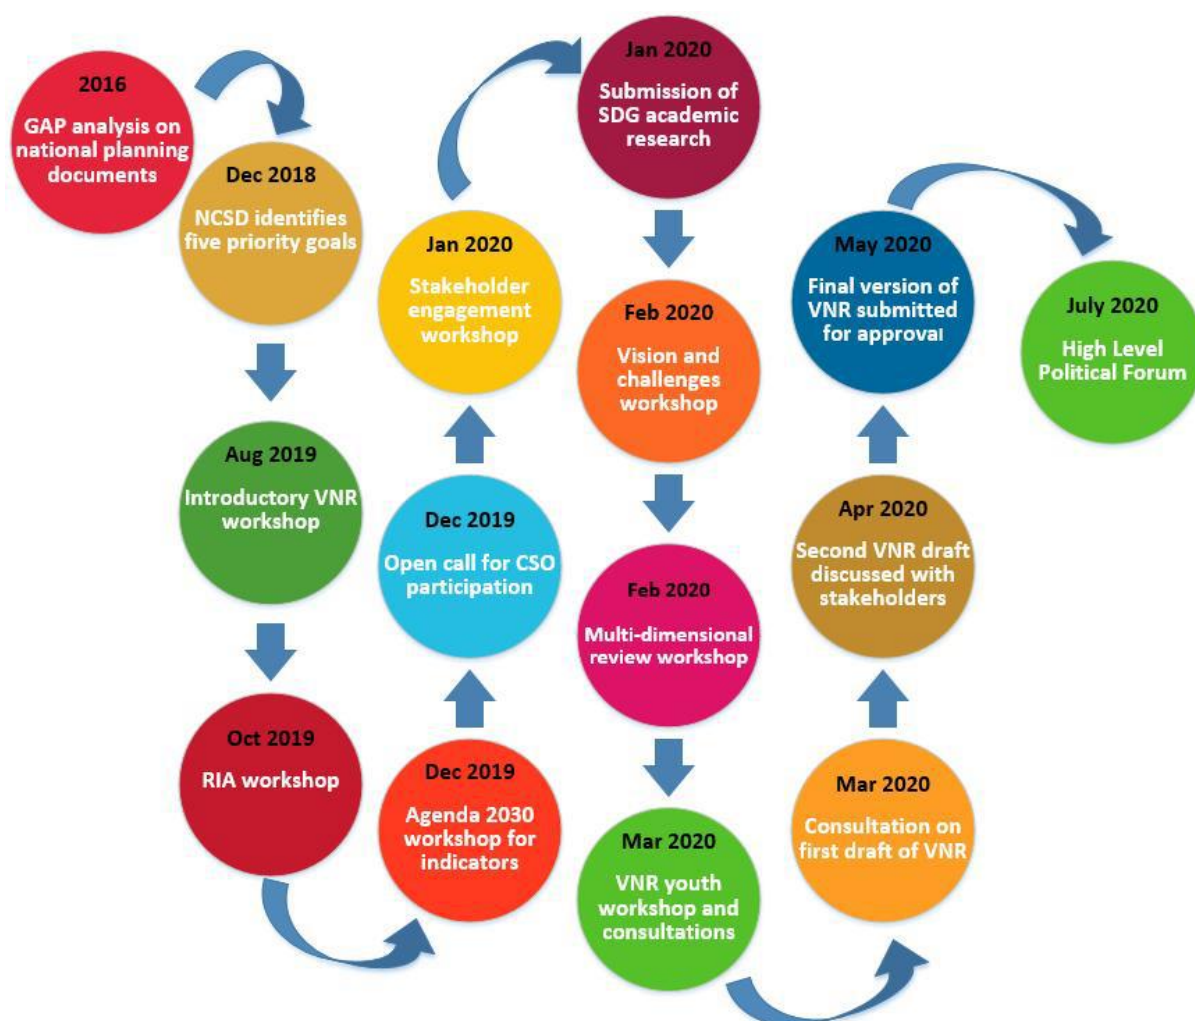 2016
GAP analysis on
national planning
documents
Dec 2018
NCSD identifies
five priority goals
Aug 2019
Introductory VNR
workshop
Oct 2019
RIA workshop
Dec 2019
Agenda 2030
workshop for
indicators
Dec 2019
Open call for CSO
participation
Jan 2020
Stakeholder
engagement
workshop
Jan 2020
Submission of
SDG academic
research
Feb 2020
Vision and
challenges
workshop
Feb 2020
Multi-dimensional
review workshop
Mar 2020
VNR youth
workshop and
consultations
Mar 2020
Consultation on
first draft of VNR
Apr 2020
Second VNR draft
discussed with
stakeholders
May 2020
Final version of
VNR submitted
for approval
July 2020
High Level
Political Forum